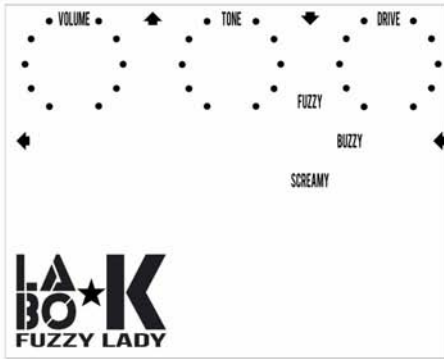 VOLUME TONE DRIVE
FUZZY
BUZZY
SCREAMY
LA
BO★K
FUZZY LADY